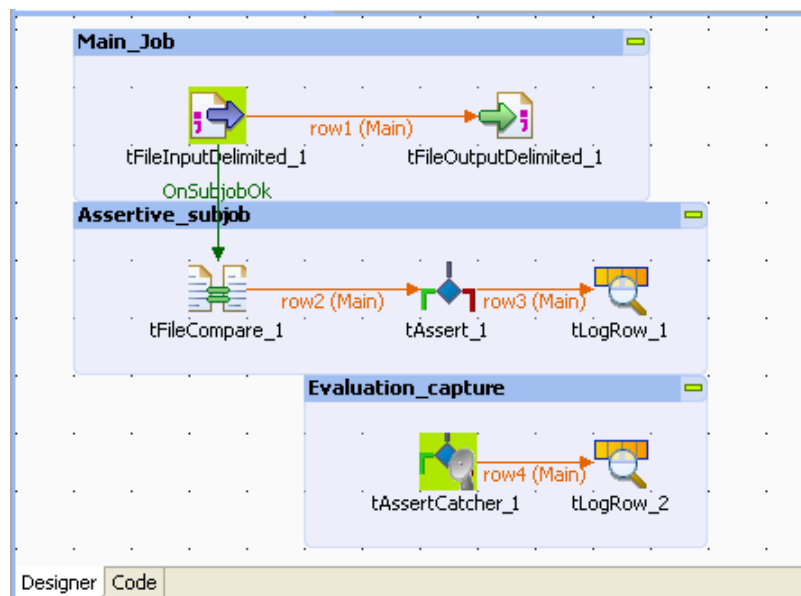 Main_Job
row1 (Main)
tFileInputDelimited_1
tFileOutputDelimited_1
OnSubjobOk
Assertive_subjob
row2 (Main)
row3 (Main)
tFileCompare_1
tAssert_1
tLogRow_1
Evaluation_capture
row4 (Main)
tAssertCatcher_1
tLogRow_2
Designer
Code